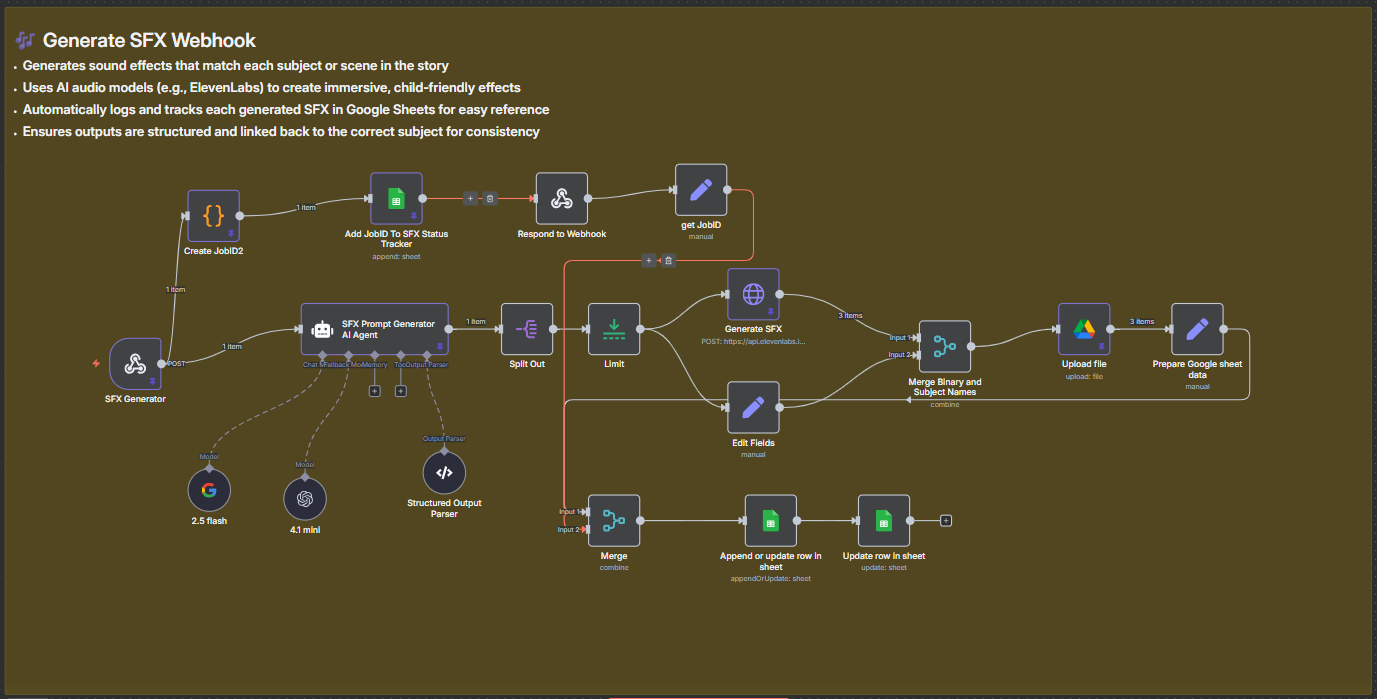 🎶 Generate SFX Webhook
• Generates sound effects that match each subject or scene in the story
• Uses AI audio models (e.g., ElevenLabs) to create immersive, child-friendly effects
• Automatically logs and tracks each generated SFX in Google Sheets for easy reference
• Ensures outputs are structured and linked back to the correct subject for consistency
Create JobID2
1 item
Add JobID To SFX Status
Tracker
append: sheet
Respond to Webhook
get JobID
manual
1 item
SFX Generator
POST
1 item
SFX Prompt Generator
AI Agent
Chat M
Fallback Mo
Memory
Too
Output Parser
1 item
Split Out
Limit
Generate SFX
POST: https://api.elevenlabs.i...
3 items
Edit Fields
manual
Input 1
Input 2
Merge Binary and
Subject Names
combine
Upload file
upload: file
3 items
Prepare Google sheet
data
manual
Model
2.5 flash
Model
4.1 mini
Output Parser
Structured Output
Parser
Input 1
Input 2
Merge
combine
Append or update row in
sheet
appendOrUpdate: sheet
Update row in sheet
update: sheet